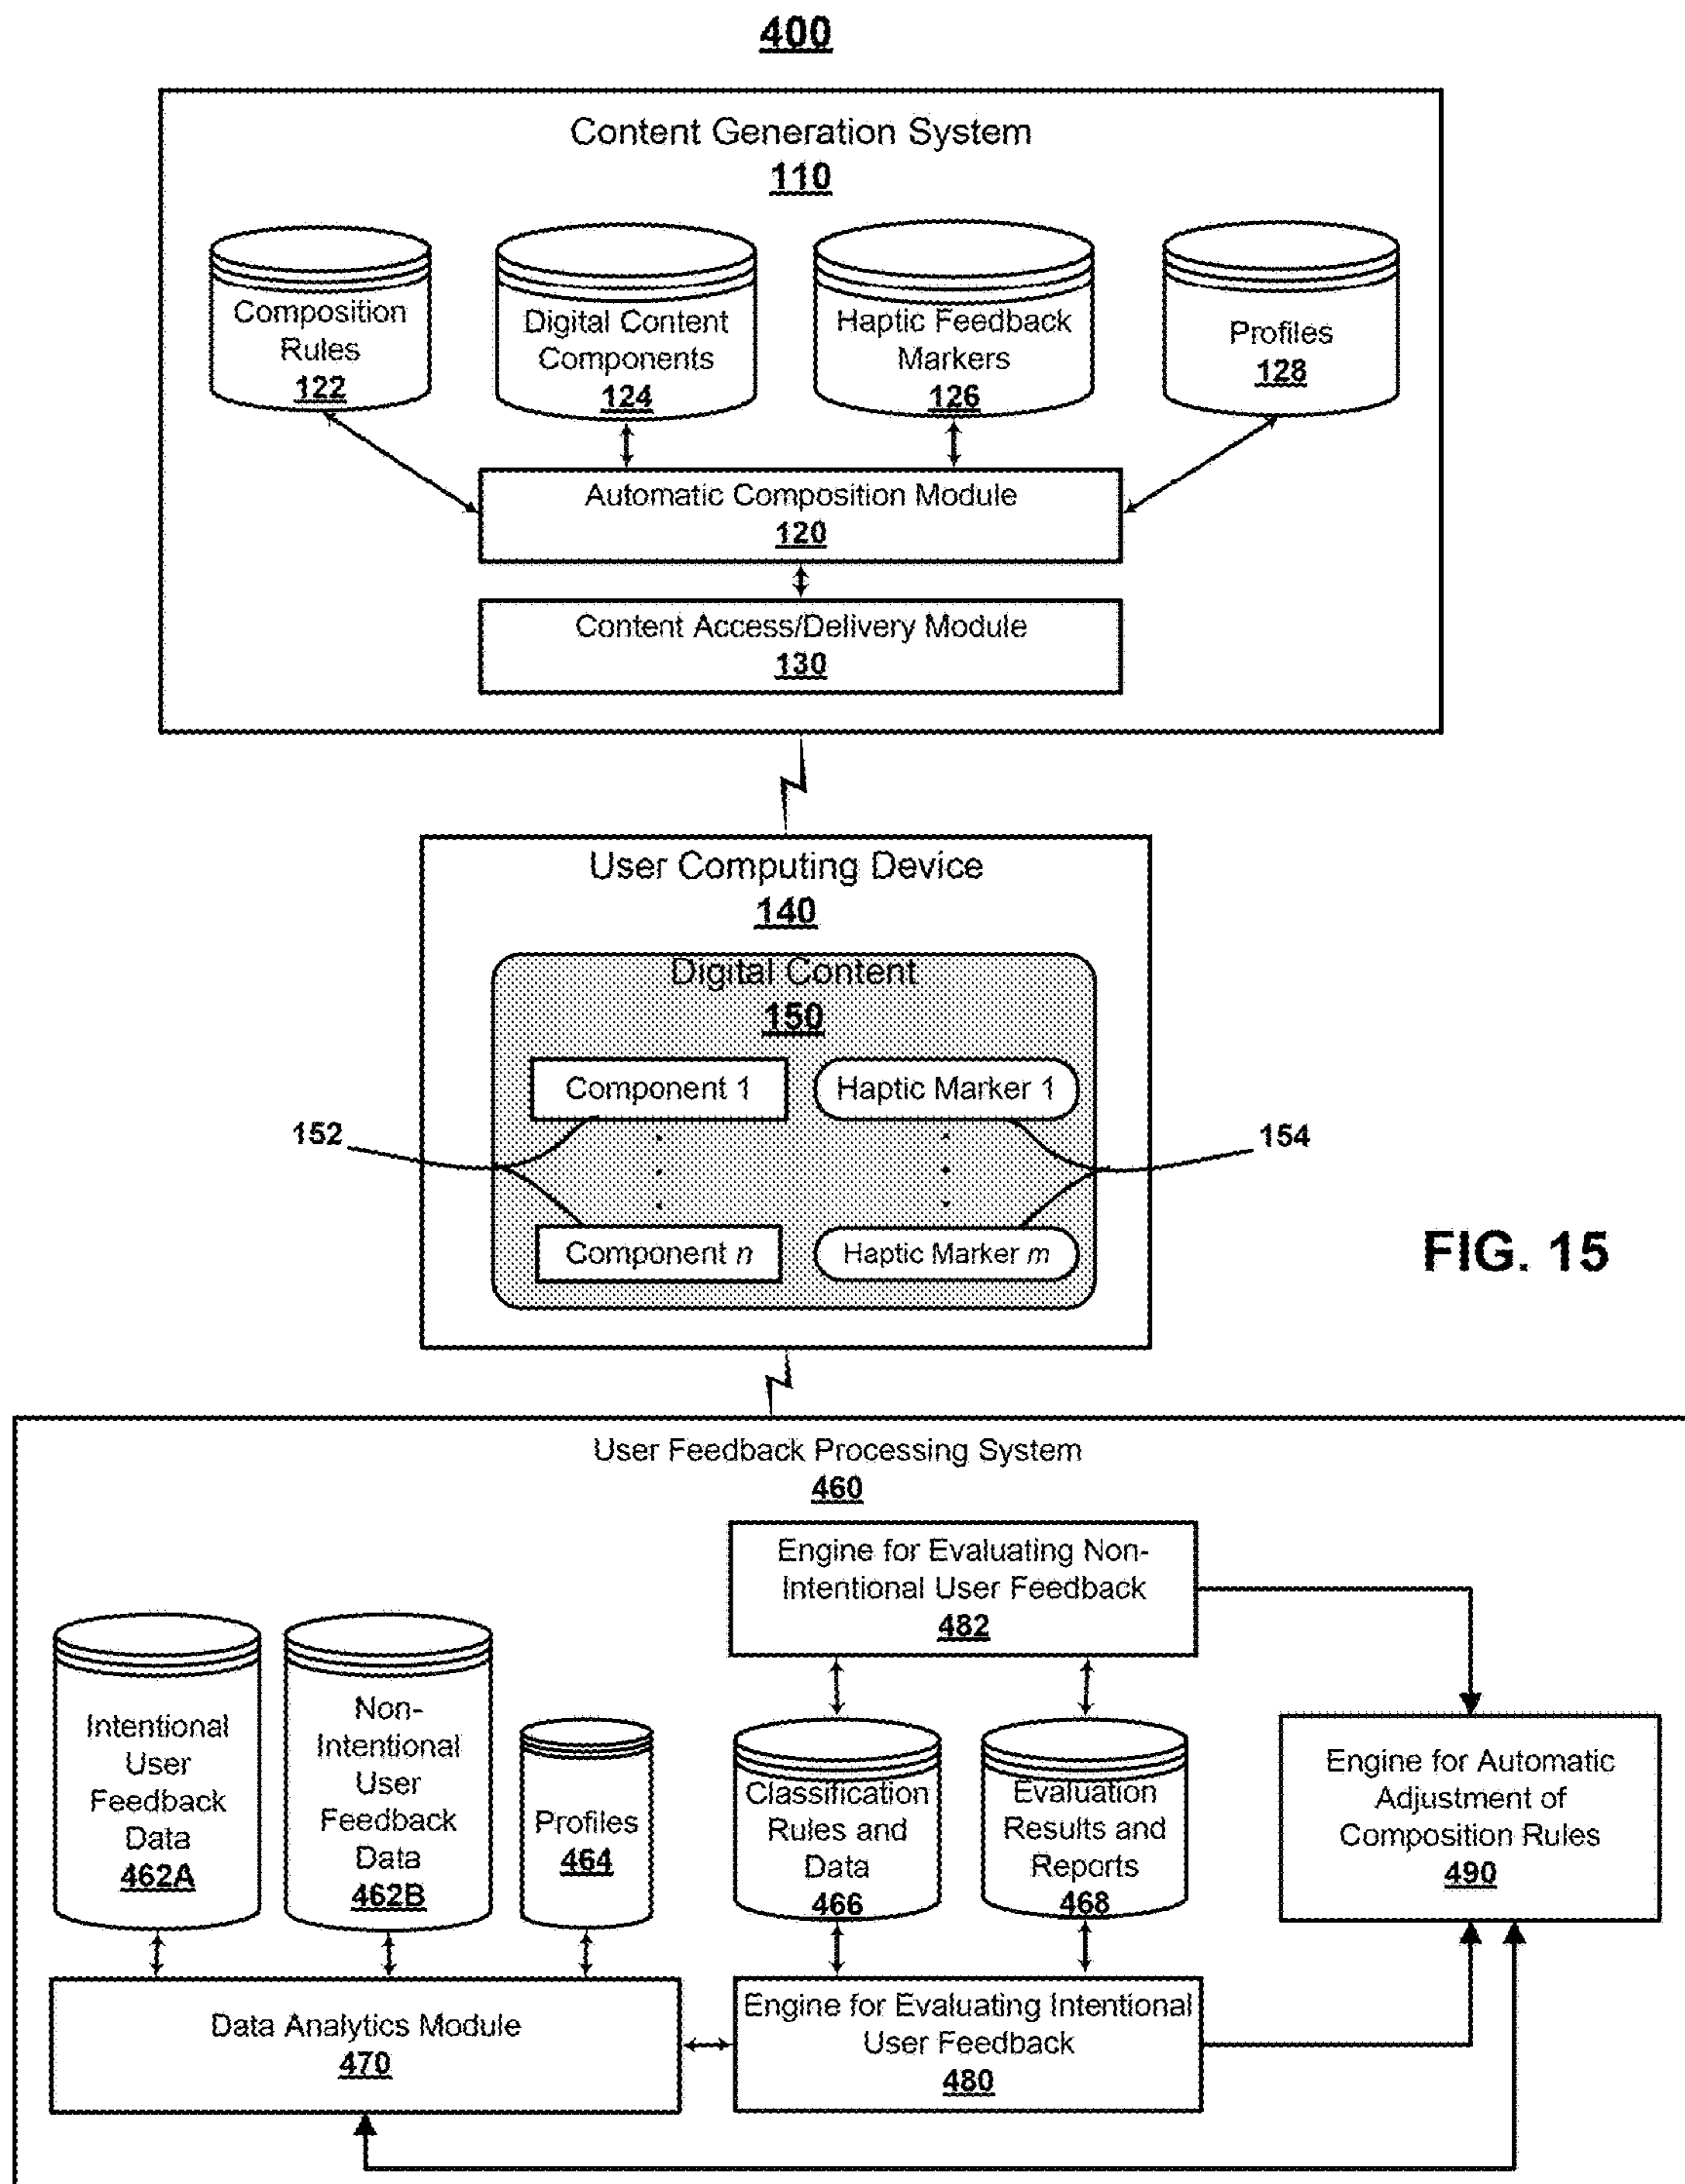 400
Content Generation System
110
Composition
Rules
122
Digital Content
Components
124
Haptic Feedback
Markers
126
Profiles
128
Automatic Composition Module
120
Content Access/Delivery Module
130
User Computing Device
140
Digital Content
150
Component 1
Haptic Marker 1
152
154
Component n
Haptic Marker m
FIG. 15
User Feedback Processing System
460
Engine for Evaluating Non-
Intentional User Feedback
482
Intentional
User
Feedback
Data
462A
Non-
Intentional
User
Feedback
Data
462B
Profiles
464
Classification
Rules and
Data
466
Evaluation
Results and
Reports
468
Engine for Automatic
Adjustment of
Composition Rules
490
Data Analytics Module
470
Engine for Evaluating Intentional
User Feedback
480